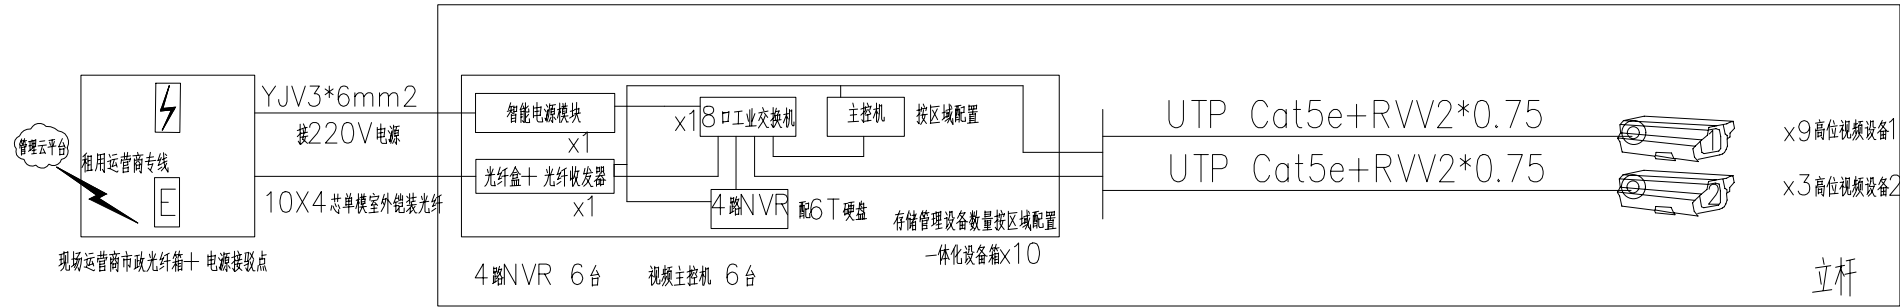 管理云平台
租用运营商专线
E
现场运营商市政光纤箱+ 电源接驳点
YJV3*6mm2
接220V电源
10X4芯单模室外铠装光纤
智能电源模块
x1
光纤盒+ 光纤收发器
x1
x1 8口工业交换机
主控机
按区域配置
4路NVR
配6T硬盘
存储管理设备数量按区域配置
一体化设备箱x10
4路NVR 6台
视频主控机 6台
UTP Cat5e+RVV2*0.75
UTP Cat5e+RVV2*0.75
x9高位视频设备1
x3高位视频设备2
立杆